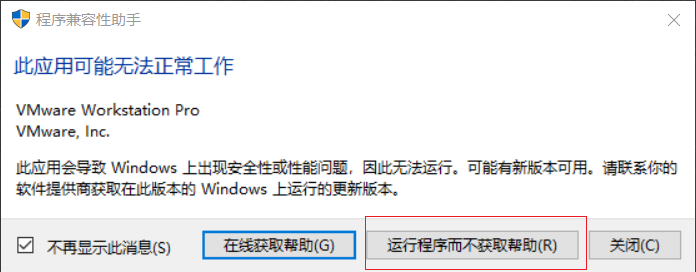 程序兼容性助手
此应用可能无法正常工作
VMware Workstation Pro
VMware, Inc.
此应用会导致 Windows 上出现安全性或性能问题，因此无法运行。可能有新版本可用。请联系你的
软件提供商获取在此版本的 Windows 上运行的更新版本。
不再显示此消息(S) 在线获取帮助(G) 运行程序而不获取帮助(R) 关闭(C)